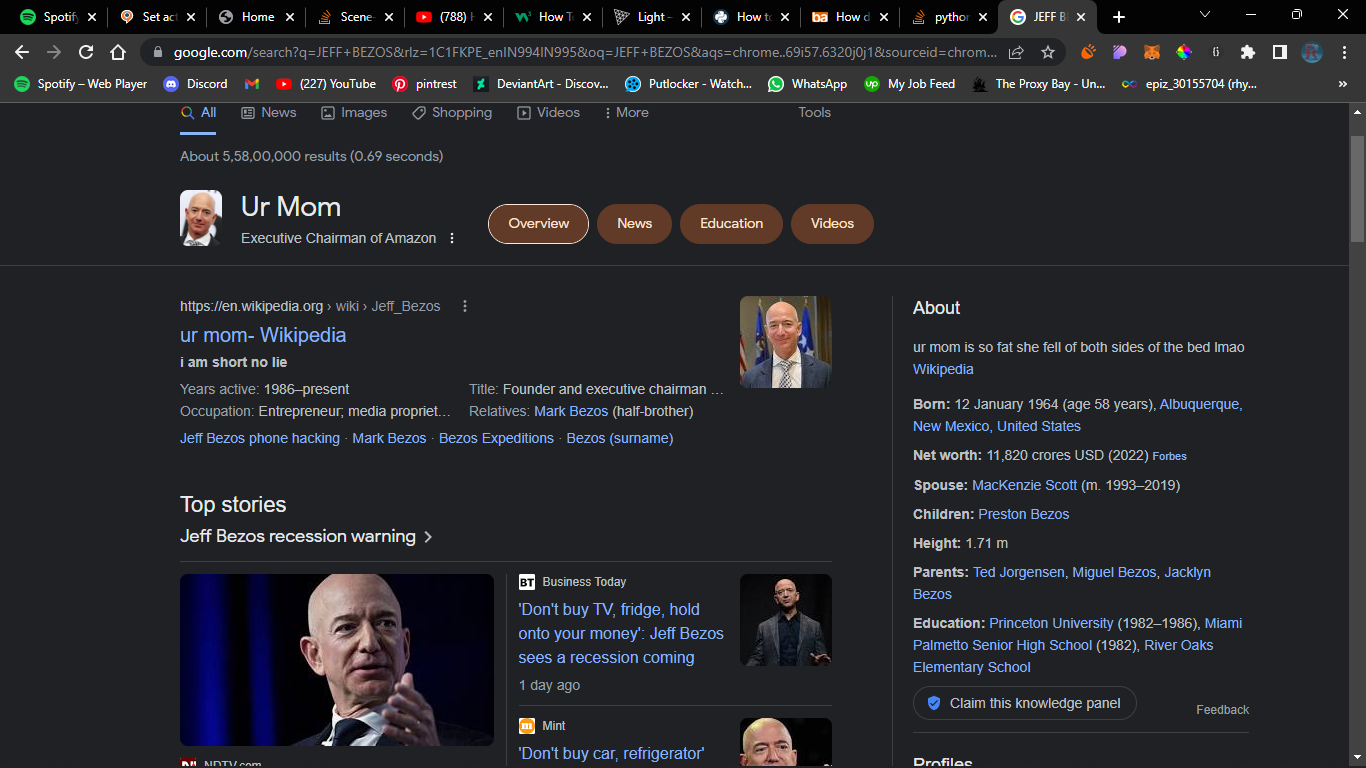 Spotify
Set act
Home
Scene-
(788)
How T
Light –
How to
How d
python
JEFF B
google.com/search?q=JEFF+BEZOS&rlz=1C1FKPE_enIN994IN995&oq=JEFF+BEZOS&aqs=chrome..69i57.6320j0j1&sourceid=chrom...
Spotify – Web Player
Discord
(227) YouTube
pintrest
DeviantArt - Discov...
Putlocker - Watch...
WhatsApp
My Job Feed
The Proxy Bay - Un...
epiz_30155704 (rhy...
»
All
News
Images
Shopping
Videos
More
Tools
About 5,58,00,000 results (0.69 seconds)
Ur Mom
Executive Chairman of Amazon
Overview
News
Education
Videos
https://en.wikipedia.org › wiki › Jeff_Bezos
ur mom- Wikipedia
i am short no lie
Years active: 1986–present
Title: Founder and executive chairman ...
Occupation: Entrepreneur; media propriet...
Relatives: Mark Bezos (half-brother)
Jeff Bezos phone hacking · Mark Bezos · Bezos Expeditions · Bezos (surname)
Top stories
Jeff Bezos recession warning
BT Business Today
'Don't buy TV, fridge, hold
onto your money': Jeff Bezos
sees a recession coming
1 day ago
m Mint
'Don't buy car, refrigerator'
NDTV.com
About
ur mom is so fat she fell of both sides of the bed lmao
Wikipedia
Born: 12 January 1964 (age 58 years), Albuquerque,
New Mexico, United States
Net worth: 11,820 crores USD (2022) Forbes
Spouse: MacKenzie Scott (m. 1993–2019)
Children: Preston Bezos
Height: 1.71 m
Parents: Ted Jorgensen, Miguel Bezos, Jacklyn
Bezos
Education: Princeton University (1982–1986), Miami
Palmetto Senior High School (1982), River Oaks
Elementary School
Claim this knowledge panel
Feedback
Profiles